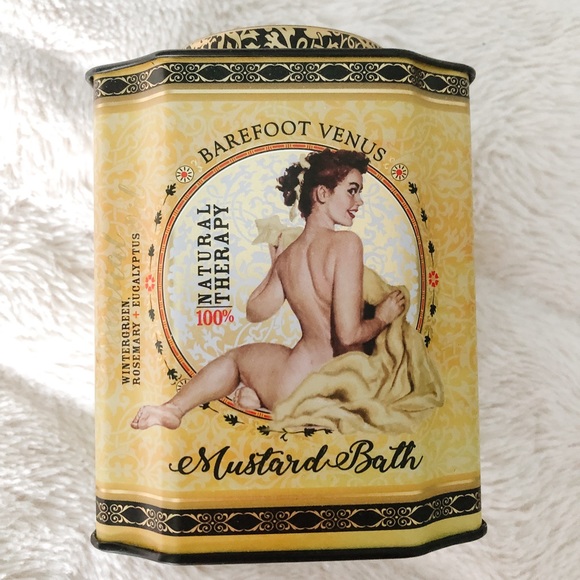 BAREFOOT VENUS
100% NATURAL
THERAPY
WINTERGREEN,
ROSEMARY + EUCALYPTUS
Mustard Bath